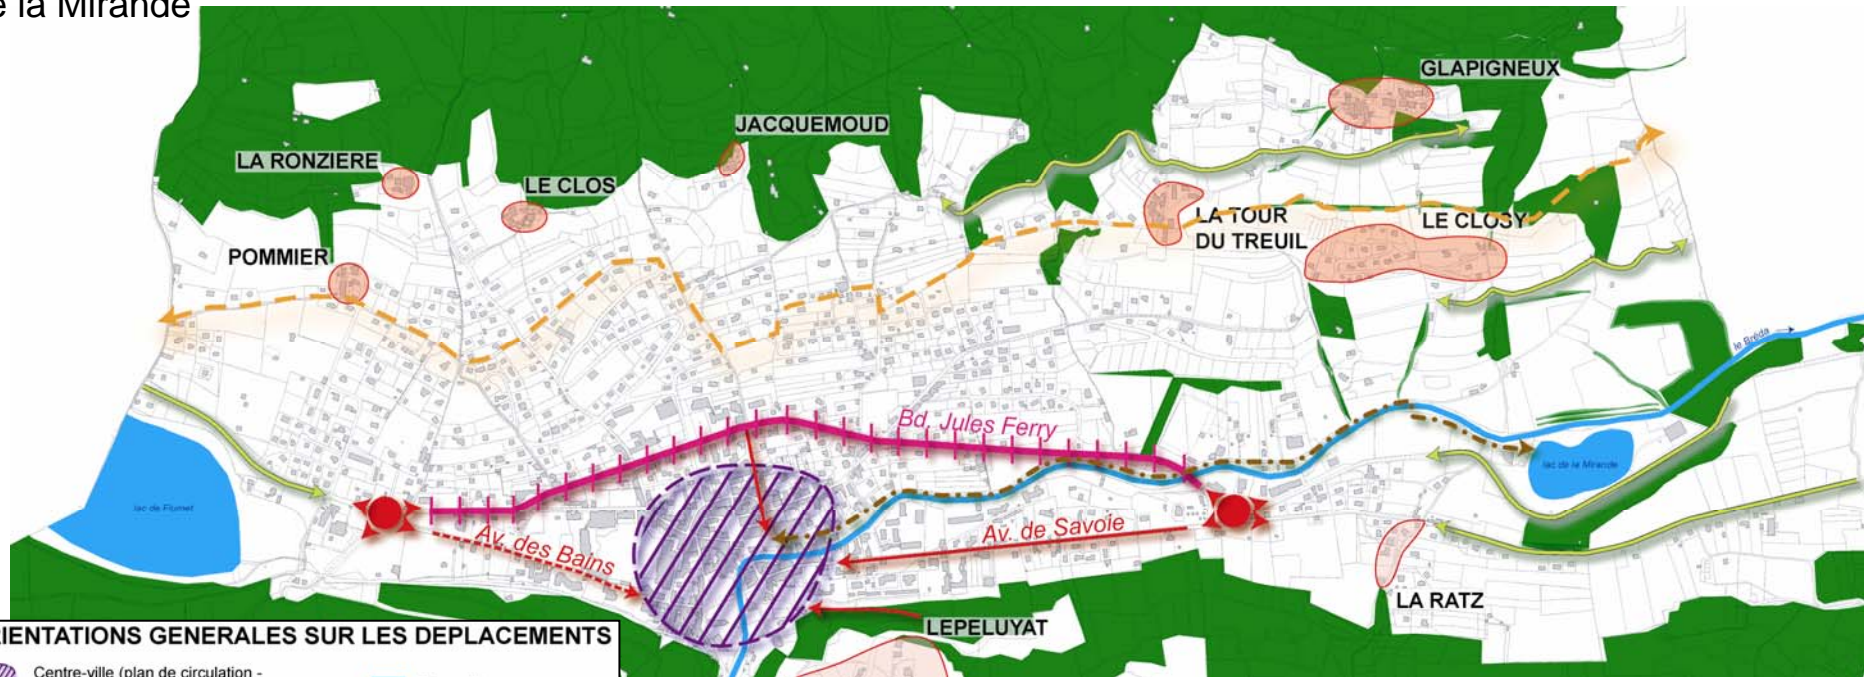 e la Mirande
GLAPIGNEUX
JACQUEMOUD
LA RONZIERE
LE CLOS
LA TOUR
DU TREUIL
LE CLOSY
POMMIER
le Bréda
Bd. Jules Ferry
lac de la Mirande
lac de Flumet
Av. des Bains
Av. de Savoie
LA RATZ
LEPELUYAT
RIENTATIONS GENERALES SUR LES DEPLACEMENTS
Centre-ville (plan de circulation -